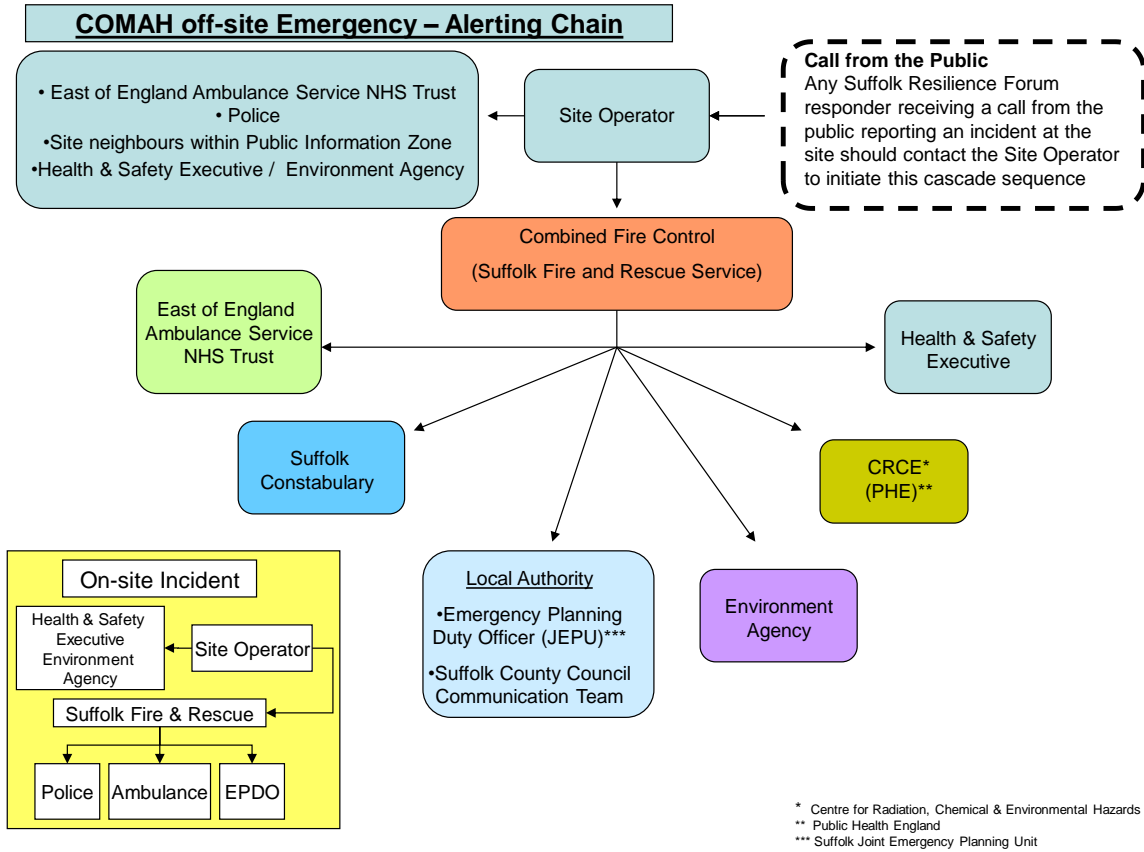 COMAH off-site Emergency – Alerting Chain
• East of England Ambulance Service NHS Trust
• Police
•Site neighbours within Public Information Zone
•Health & Safety Executive / Environment Agency
Site Operator
Call from the Public
Any Suffolk Resilience Forum
responder receiving a call from the
public reporting an incident at the
site should contact the Site Operator
to initiate this cascade sequence
Combined Fire Control
(Suffolk Fire and Rescue Service)
East of England
Ambulance Service
NHS Trust
Health & Safety
Executive
Suffolk
Constabulary
CRCE*
(PHE)**
Local Authority
•Emergency Planning
Duty Officer (JEPU)***
•Suffolk County Council
Communication Team
Environment
Agency
On-site Incident
Health & Safety
Executive
Environment
Agency
Site Operator
Suffolk Fire & Rescue
Police
Ambulance
EPDO
* Centre for Radiation, Chemical & Environmental Hazards
** Public Health England
*** Suffolk Joint Emergency Planning Unit